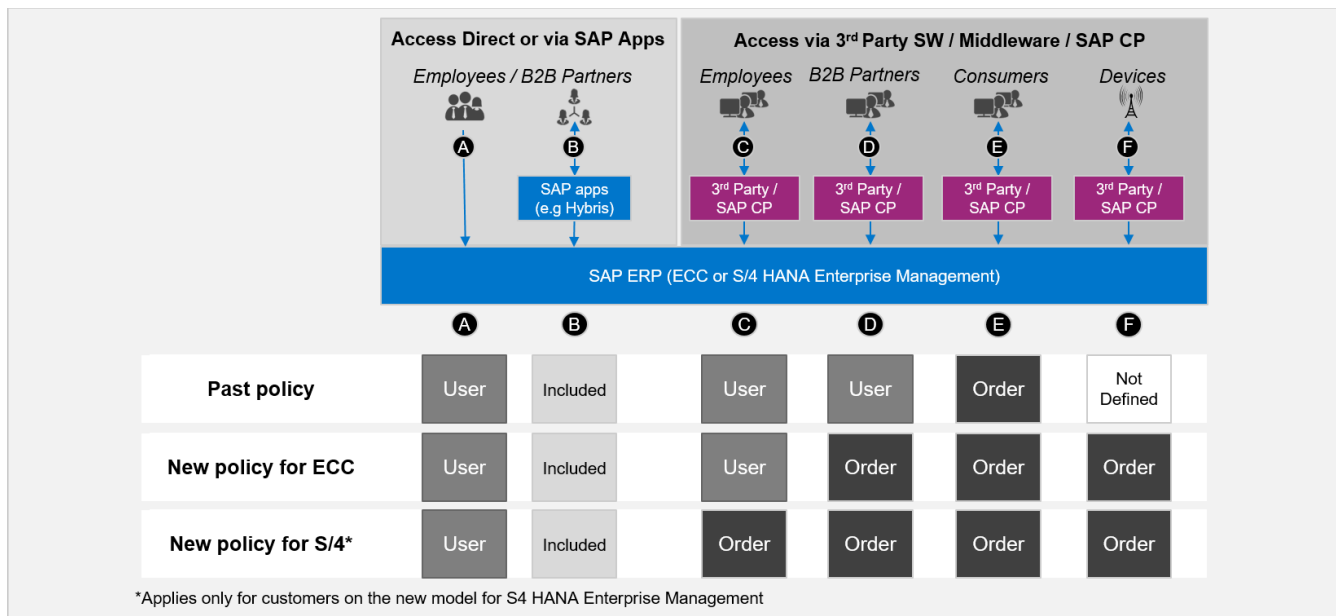 Access Direct or via SAP Apps
Access via 3rd Party SW / Middleware / SAP CP
Employees / B2B Partners
Employees
B2B Partners
Consumers
Devices
A
B
C
D
E
F
SAP apps
(e.g Hybris)
3rd Party /
SAP CP
3rd Party /
SAP CP
3rd Party /
SAP CP
3rd Party /
SAP CP
SAP ERP (ECC or S/4 HANA Enterprise Management)
A
B
C
D
E
F
Past policy
User
Included
User
User
Order
Not
Defined
New policy for ECC
User
Included
User
Order
Order
Order
New policy for S/4*
User
Included
Order
Order
Order
Order
*Applies only for customers on the new model for S4 HANA Enterprise Management